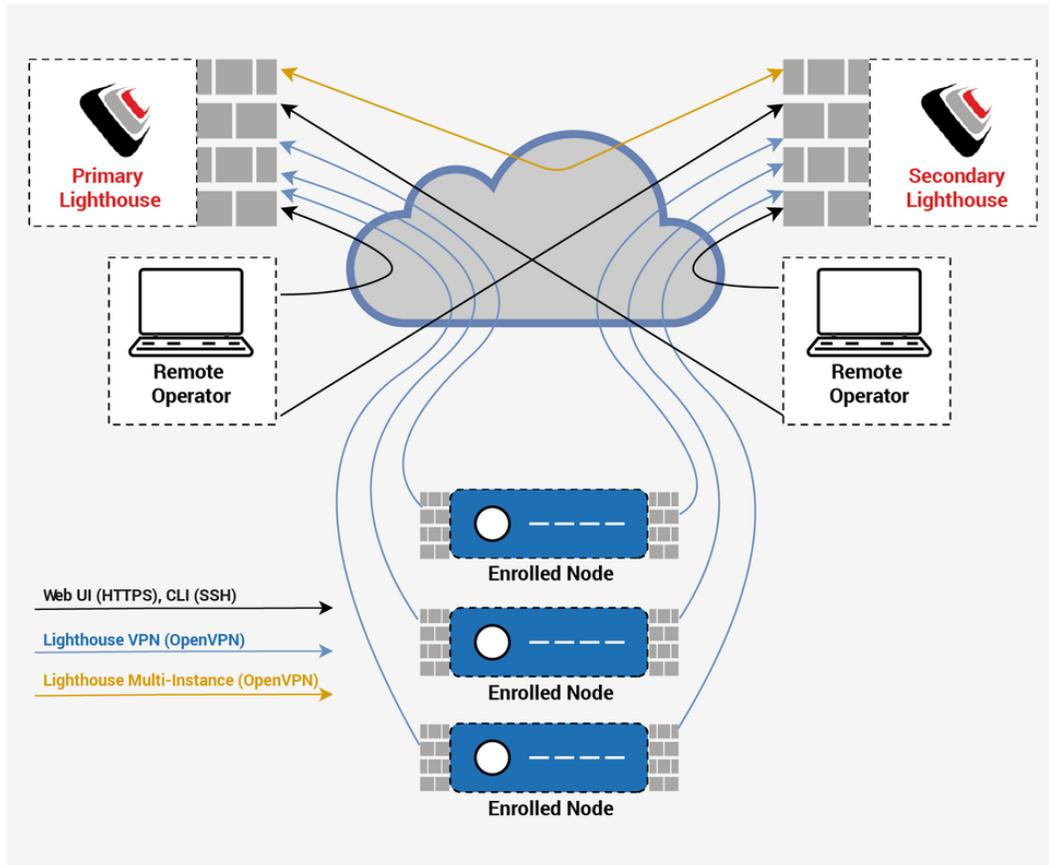 Primary
Lighthouse
Secondary
Lighthouse
Remote
Operator
Remote
Operator
Enrolled Node
Web UI (HTTPS), CLI (SSH)
Lighthouse VPN (OpenVPN)
Lighthouse Multi-Instance (OpenVPN)
Enrolled Node
Enrolled Node